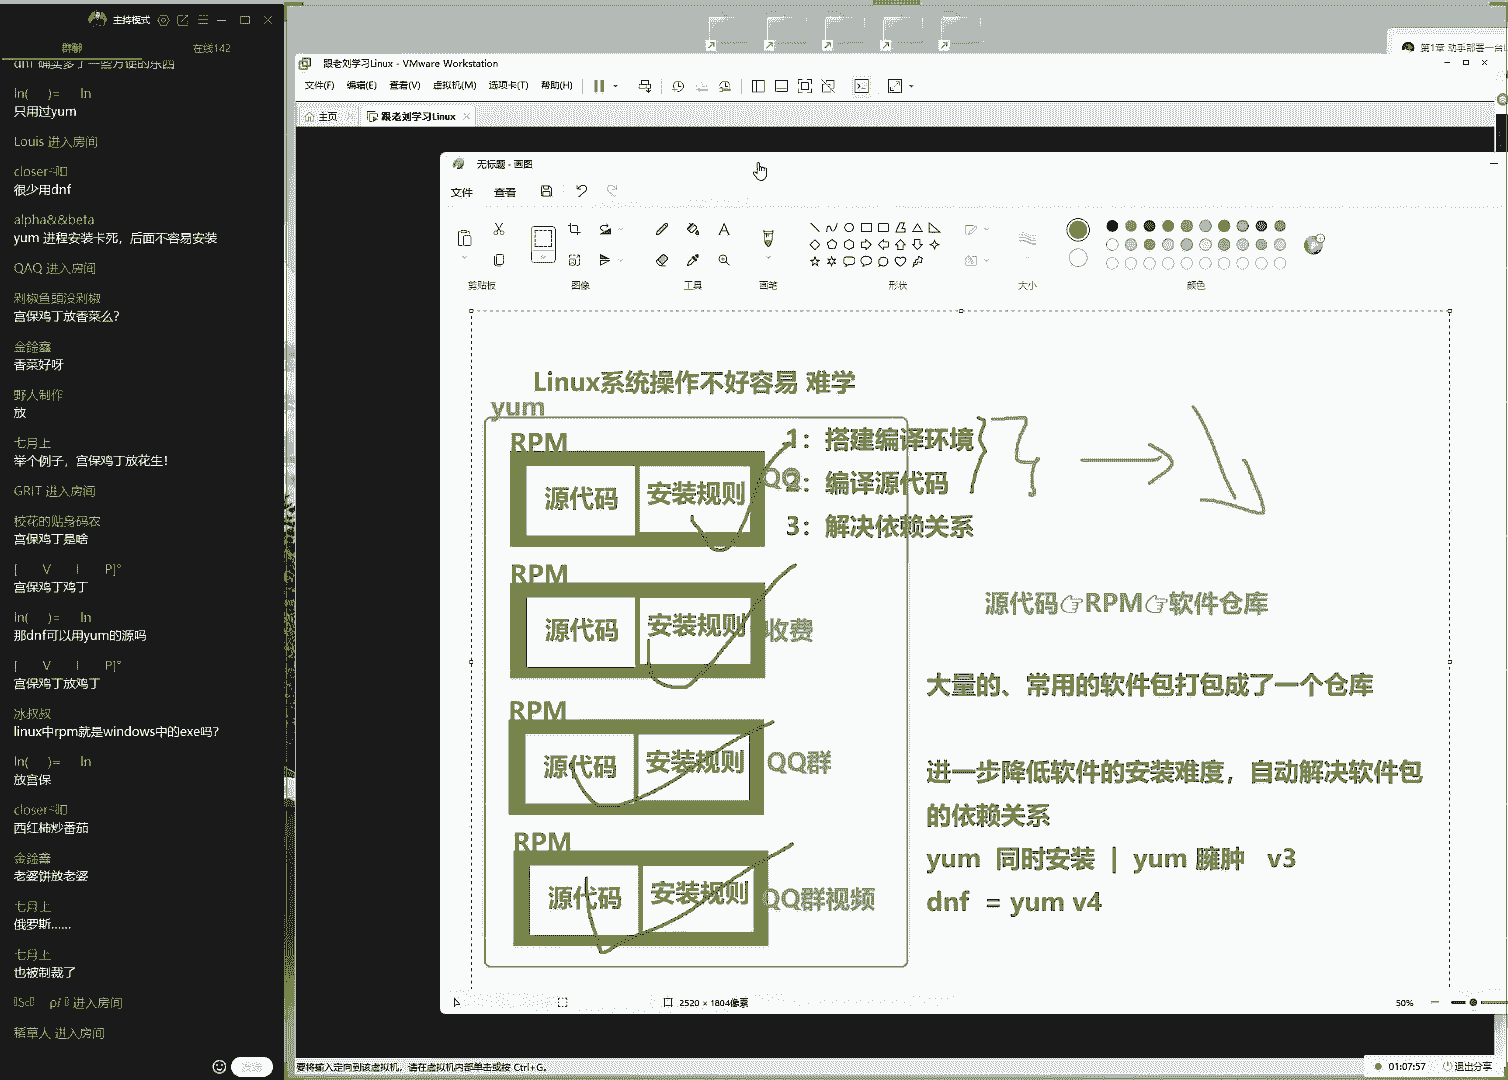 主持模式
群聊
在线142
dnf 确实多了一些方便的东西
ln( )= ln
只用过yum
Louis 进入房间
很少用dnf
alpha&&beta
yum 进程安装卡死，后面不容易安装
QAQ 进入房间
剁椒鱼頭没剁椒
宫保鸡丁放香菜么？
金鍂鑫
香菜好呀
野人制作
放
七月上
举个例子，宫保鸡丁放花生！
GRIT 进入房间
校花的贴身码农
宫保鸡丁是啥
[ V I P]°
宫保鸡丁鸡丁
ln( )= ln
那dnf可以用yum的源吗
[ V I P]°
宫保鸡丁放鸡丁
冰叔叔
linux中rpm就是windows中的exe吗？
ln( )= ln
放宫保
西红柿炒番茄
金鍂鑫
老婆饼放老婆
七月上
俄罗斯......
七月上
也被制裁了
进入房间
稻草人 进入房间
发送
第1章 动手部署一台L
跟老刘学习Linux - VMware Workstation
文件(F) 编辑(E) 查看(V) 虚拟机(M) 选项卡(T) 帮助(H)
主页
跟老刘学习Linux
无标题 - 画图
文件 查看
剪贴板 图像 工具 画笔 形状 大小 颜色
Linux系统操作不好容易 难学
yum
RPM
源代码 安装规则 QQ
1：搭建编译环境
2：编译源代码
3：解决依赖关系
RPM
源代码 安装规则 收费
源代码👉RPM👉软件仓库
RPM
源代码 安装规则 QQ群
大量的、常用的软件包打包成了一个仓库
进一步降低软件的安装难度，自动解决软件包
的依赖关系
RPM
源代码 安装规则 QQ群视频
yum 同时安装 | yum 臃肿 v3
dnf = yum v4
2520 × 1804像素
50%
要将输入定向到该虚拟机，请在虚拟机内部单击或按 Ctrl+G。
01:07:57
退出分享